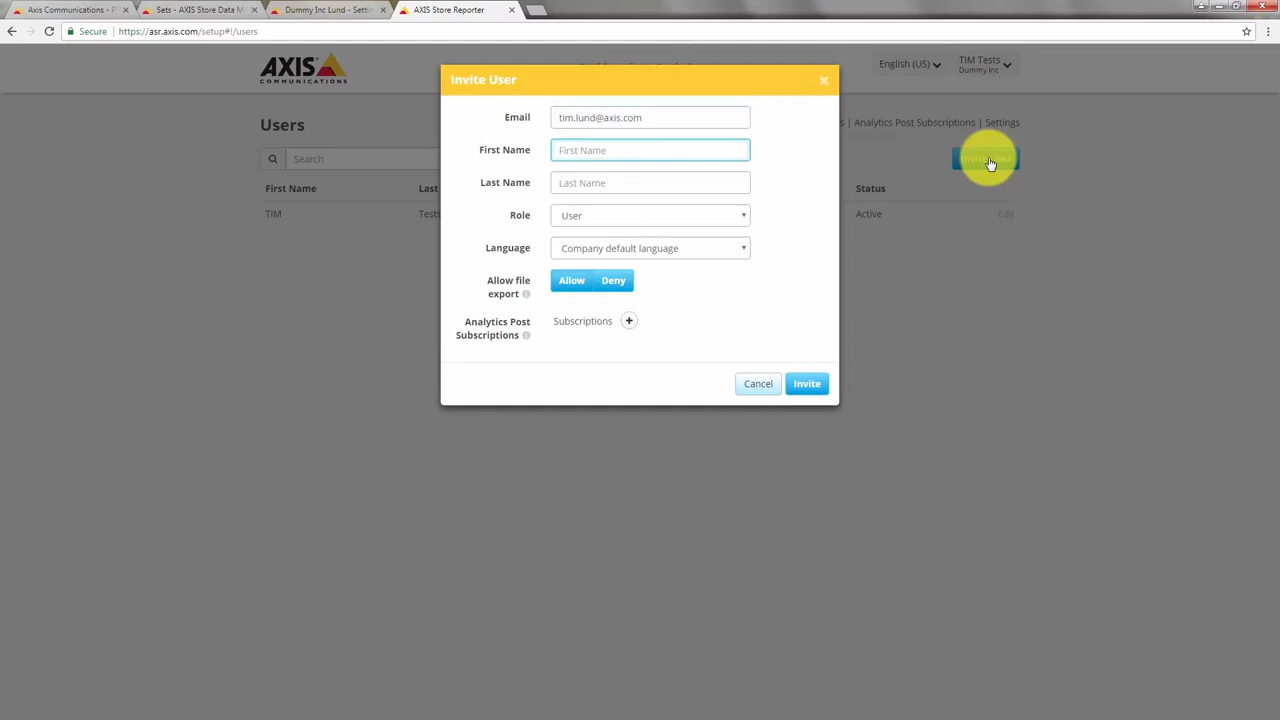 Axis Communications - P
Sets - AXIS Store Data M
Dummy Inc Lund - Settin
AXIS Store Reporter
Secure
https://asr.axis.com/setup#!/users
AXIS
COMMUNICATIONS
English (US)
TIM Tests
Dummy Inc
Invite User
Users
| Analytics Post Subscriptions | Settings
Search
Invite User
First Name
Last
Status
TIM
Tests
Active
Edit
Email
tim.lund@axis.com
First Name
First Name
Last Name
Last Name
Role
User
Language
Company default language
Allow file
export
Allow
Deny
Analytics Post
Subscriptions
Subscriptions
Cancel
Invite